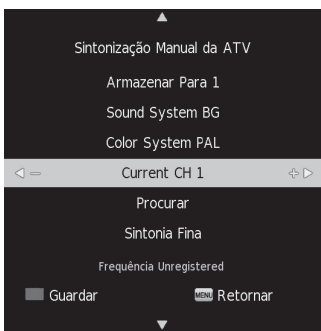 Sintonização Manual da ATV
Armazenar Para 1
Sound System BG
Color System PAL
Current CH 1
Procurar
Sintonia Fina
Frequência Unregistered
Guardar MENU Retornar